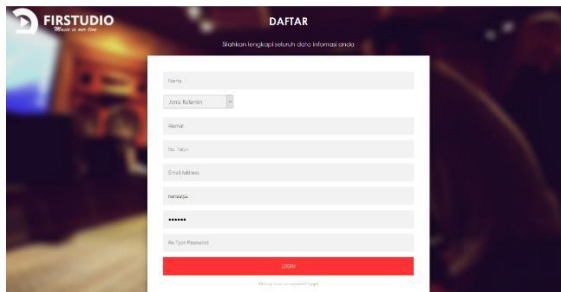 FIRSTUDIO
Music is our live
DAFTAR
Silahkan lengkapi seluruh data informasi anda
Nama
Jenis Kelamin
Alamat
No. Telpn
Email Address
••••••
Re Type Password
LOGIN
Login